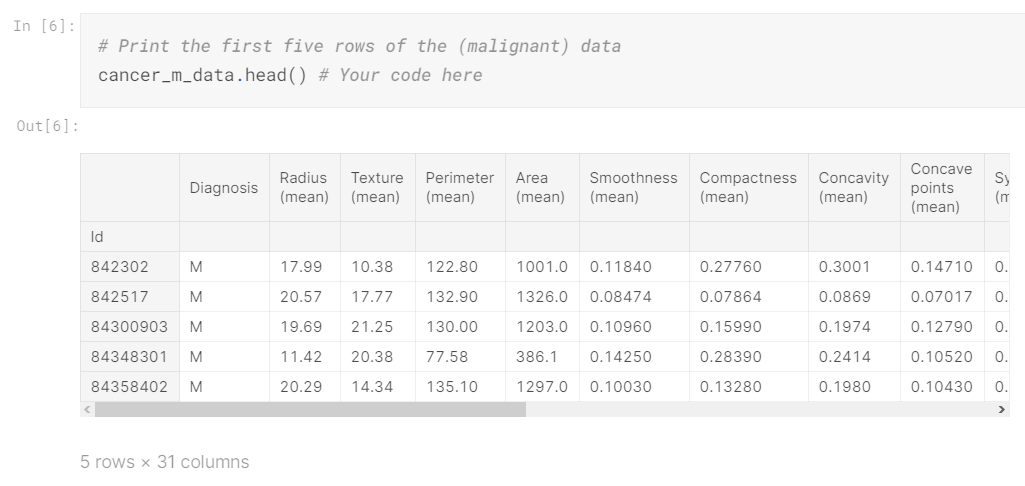 In [6]:
# Print the first five rows of the (malignant) data
cancer_m_data.head() # Your code here
Out[6]:
Diagnosis Radius (mean) Texture (mean) Perimeter (mean) Area (mean) Smoothness (mean) Compactness (mean) Concavity (mean) Concave points (mean)
Id
842302 M 17.99 10.38 122.80 1001.0 0.11840 0.27760 0.3001 0.14710 0.
842517 M 20.57 17.77 132.90 1326.0 0.08474 0.07864 0.0869 0.07017 0.
84300903 M 19.69 21.25 130.00 1203.0 0.10960 0.15990 0.1974 0.12790 0.
84348301 M 11.42 20.38 77.58 386.1 0.14250 0.28390 0.2414 0.10520 0.
84358402 M 20.29 14.34 135.10 1297.0 0.10030 0.13280 0.1980 0.10430 0.
5 rows × 31 columns